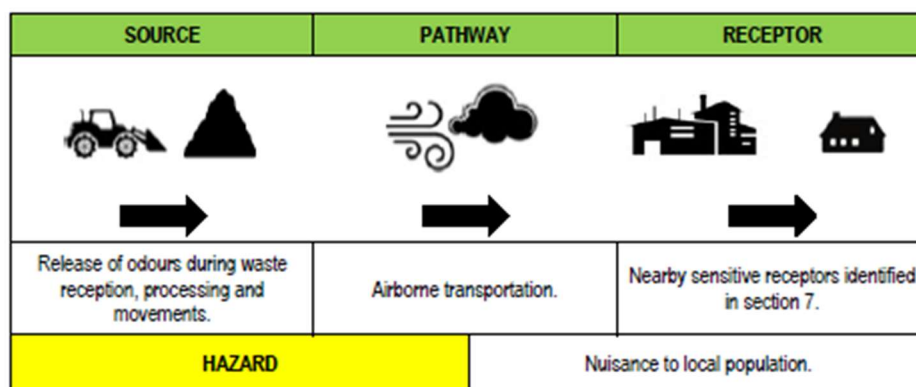 SOURCE
PATHWAY
RECEPTOR
Release of odours during waste
reception, processing and
movements.
Airborne transportation.
Nearby sensitive receptors identified
in section 7.
HAZARD
Nuisance to local population.